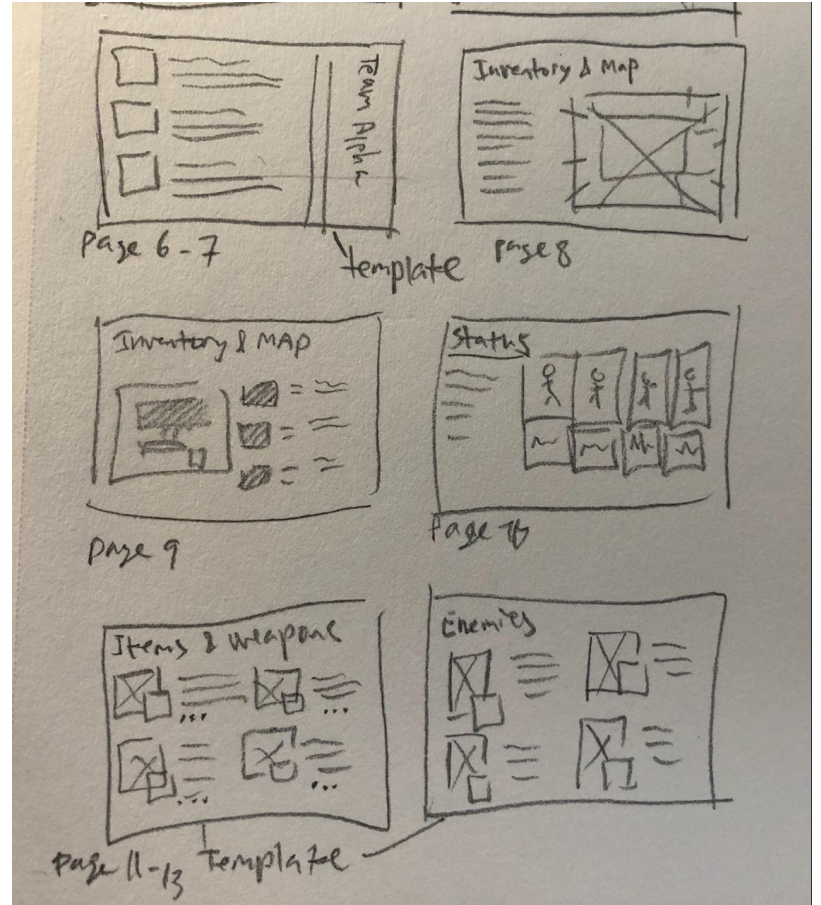 Team Alpha
Page 6-7
template
Inventory & Map
page 8
Inventory & MAP
page 9
Status
Page
Items & weapons
Enemies
page 11-13
Template